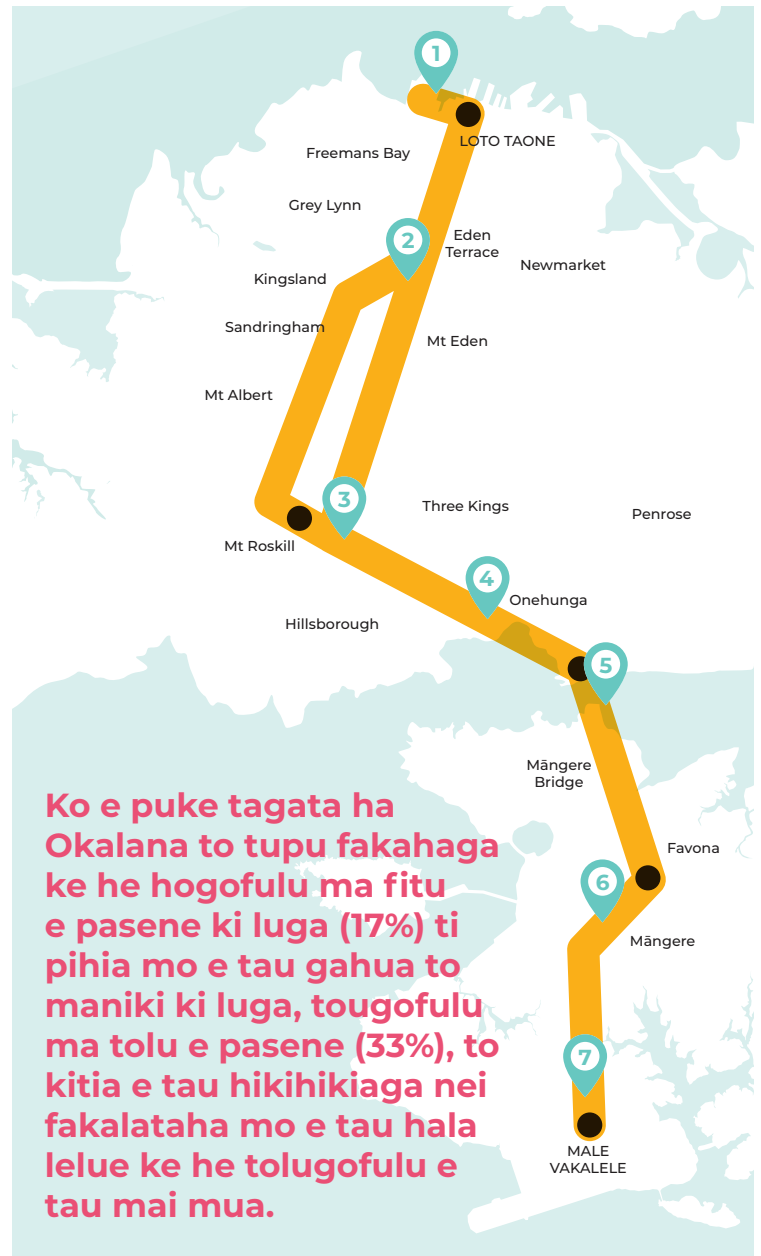 1
LOTO TAONE
Freemans Bay
Grey Lynn
2
Eden
Terrace
Newmarket
Kingsland
Sandringham
Mt Eden
Mt Albert
3
Three Kings
Penrose
Mt Roskill
4
Onehunga
Hillsborough
5
Māngere
Bridge
Favona
6
Māngere
7
MALE
VAKALELE
Ko e puke tagata ha
Okalana to tupu fakahaga
ke he hogofulu ma fitu
e pasene ki luga (17%) ti
pihia mo e tau gahua to
maniki ki luga, tougofulu
ma tolu e pasene (33%), to
kitia e tau hikihikiaga nei
fakalataha mo e tau hala
lelue ke he tolugofulu e
tau mai mua.